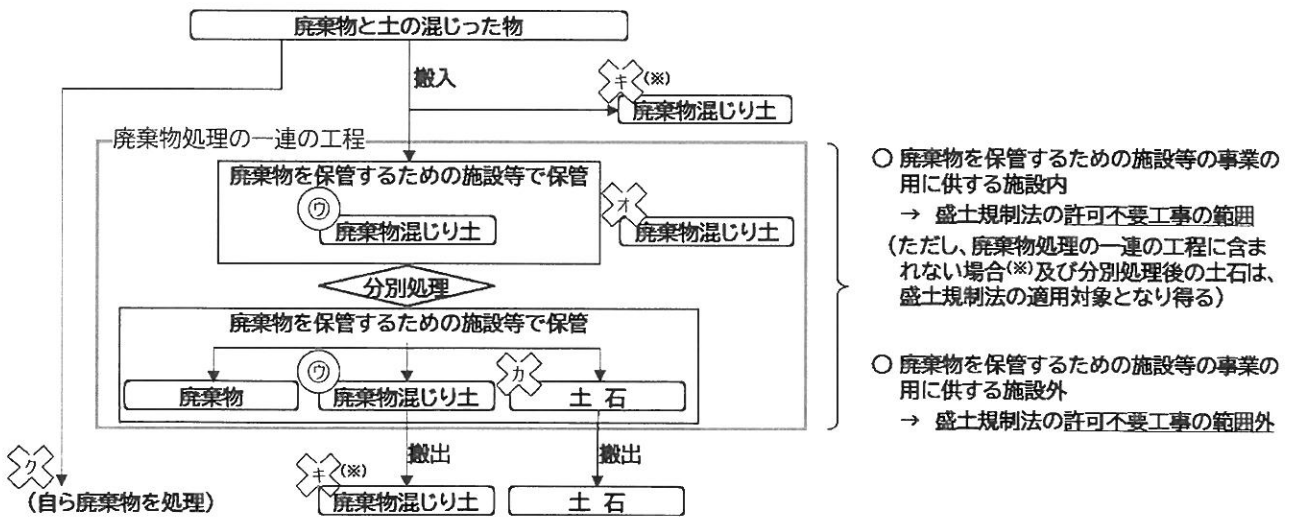 廃棄物と土の混じった物
搬入
キ(※)
廃棄物混じり土
廃棄物処理の一連の工程
廃棄物を保管するための施設等で保管
ウ
廃棄物混じり土
オ
廃棄物混じり土
分別処理
廃棄物を保管するための施設等で保管
廃棄物
ウ
廃棄物混じり土
カ
土 石
搬出
搬出
ク
(自ら廃棄物を処理)
キ(※)
廃棄物混じり土
土 石
○ 廃棄物を保管するための施設等の事業の
用に供する施設内
→ 盛土規制法の許可不要工事の範囲
(ただし、廃棄物処理の一連の工程に含ま
れない場合(※)及び分別処理後の土石は、
盛土規制法の適用対象となり得る)
○ 廃棄物を保管するための施設等の事業の
用に供する施設外
→ 盛土規制法の許可不要工事の範囲外